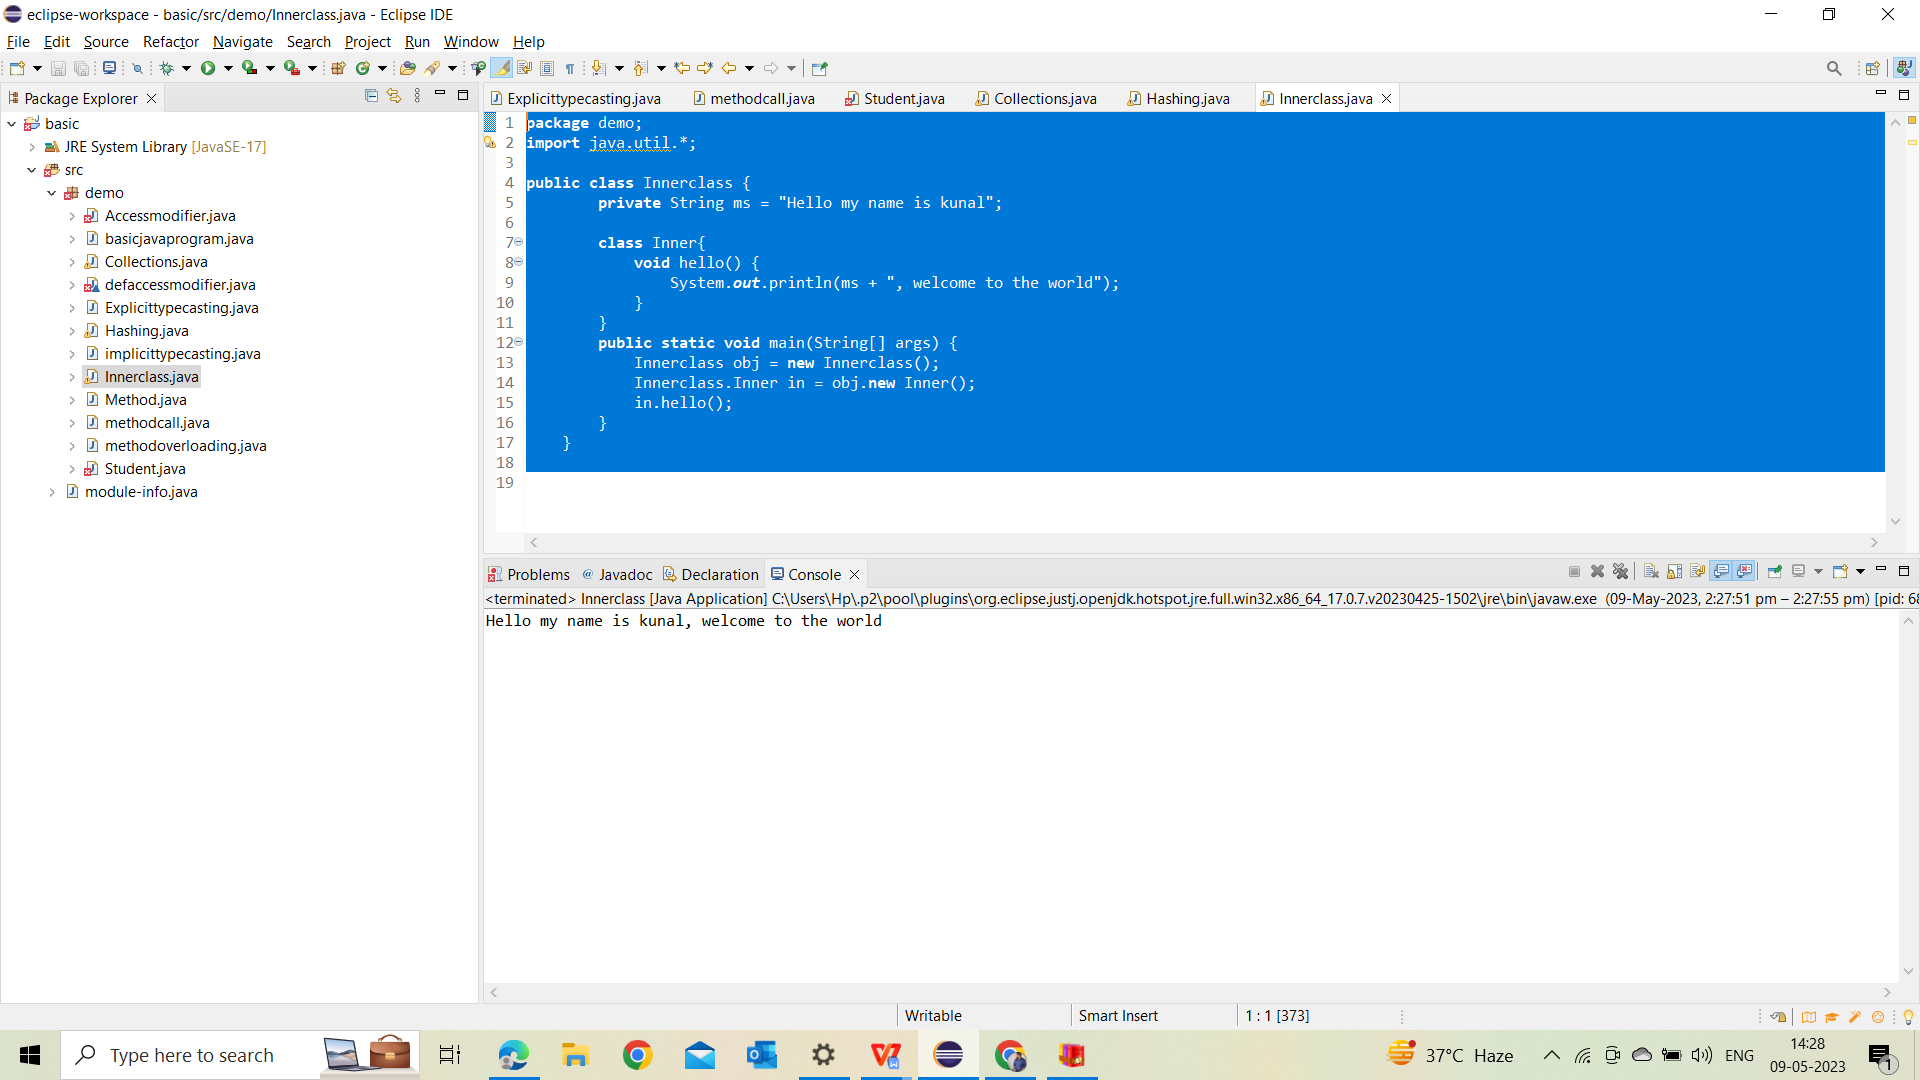 eclipse-workspace - basic/src/demo/Innerclass.java - Eclipse IDE
File Edit Source Refactor Navigate Search Project Run Window Help
Package Explorer
basic
JRE System Library [JavaSE-17]
src
demo
Accessmodifier.java
basicjavaprogram.java
Collections.java
defaccessmodifier.java
Explicittypecasting.java
Hashing.java
implicittypecasting.java
Innerclass.java
Method.java
methodcall.java
methodoverloading.java
Student.java
module-info.java
Explicittypecasting.java methodcall.java Student.java Collections.java Hashing.java Innerclass.java
1 package demo;
2 import java.util.*;
3
4 public class Innerclass {
5 private String ms = "Hello my name is kunal";
6
7 class Inner{
8 void hello() {
9 System.out.println(ms + ", welcome to the world");
10 }
11 }
12 public static void main(String[] args) {
13 Innerclass obj = new Innerclass();
14 Innerclass.Inner in = obj.new Inner();
15 in.hello();
16 }
17 }
18
19
Problems Javadoc Declaration Console
<terminated> Innerclass [Java Application] C:\Users\Hp\.p2\pool\plugins\org.eclipse.justj.openjdk.hotspot.jre.full.win32.x86_64_17.0.7.v20230425-1502\jre\bin\javaw.exe (09-May-2023, 2:27:51 pm – 2:27:55 pm) [pid: 68
Hello my name is kunal, welcome to the world
Writable Smart Insert 1 : 1 [373]
Type here to search
37°C Haze
ENG
14:28
09-05-2023
1